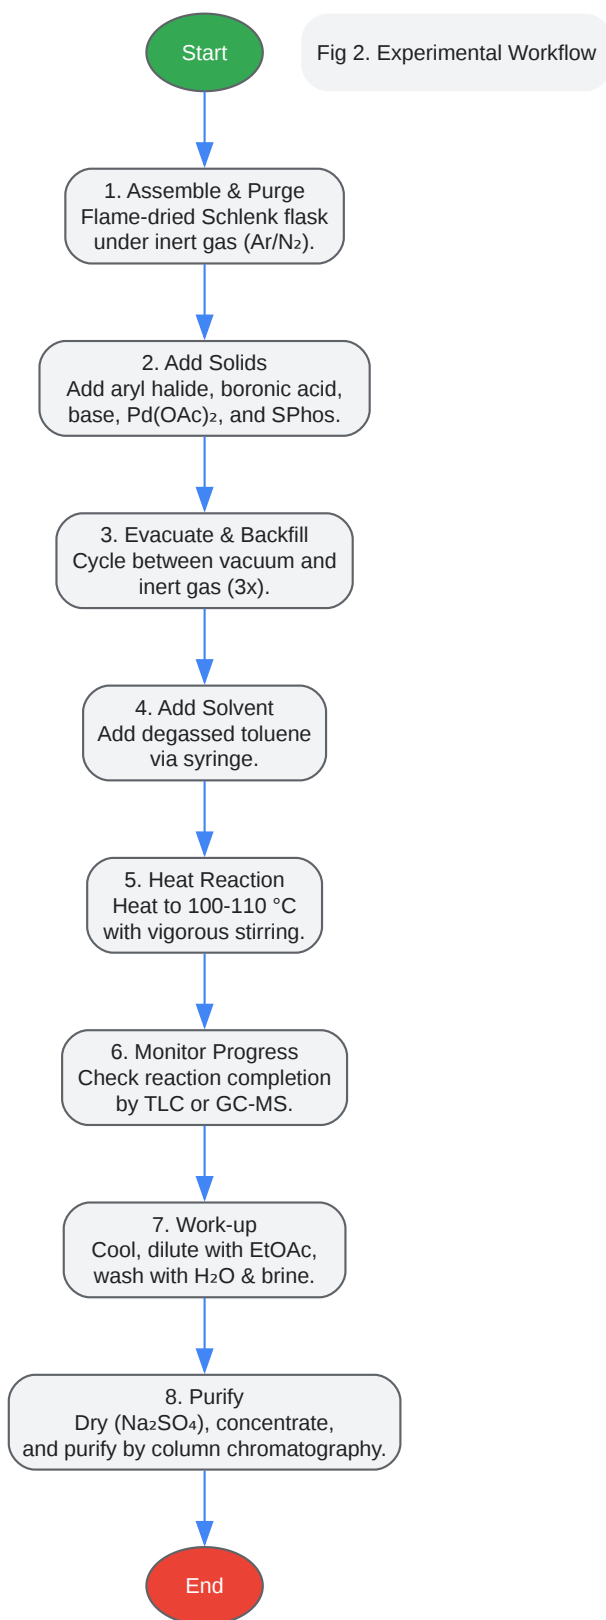 Start
Fig 2. Experimental Workflow
1. Assemble & Purge
Flame-dried Schlenk flask
under inert gas (Ar/N₂).
2. Add Solids
Add aryl halide, boronic acid,
base, Pd(OAc)₂, and SPhos.
3. Evacuate & Backfill
Cycle between vacuum and
inert gas (3x).
4. Add Solvent
Add degassed toluene
via syringe.
5. Heat Reaction
Heat to 100-110 °C
with vigorous stirring.
6. Monitor Progress
Check reaction completion
by TLC or GC-MS.
7. Work-up
Cool, dilute with EtOAc,
wash with H₂O & brine.
8. Purify
Dry (Na₂SO₄), concentrate,
and purify by column chromatography.
End